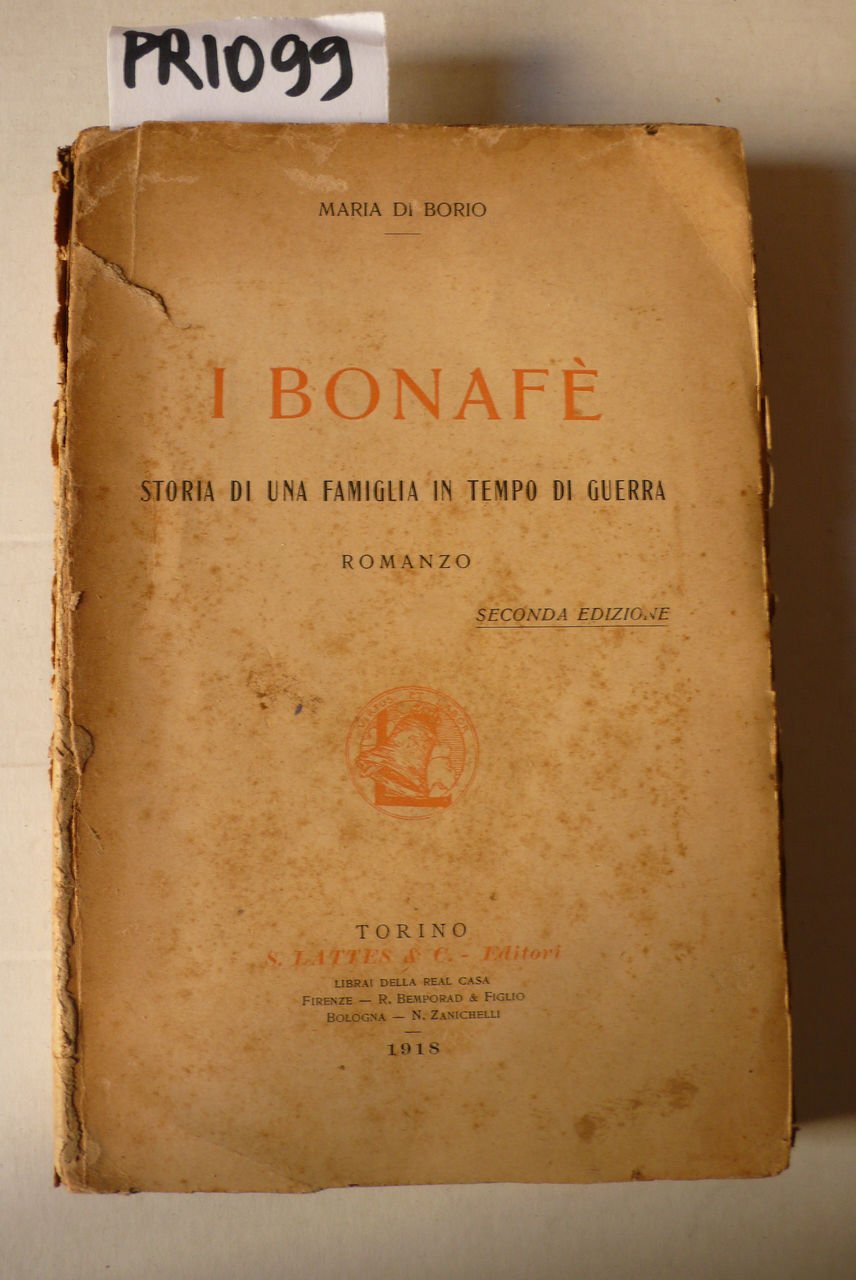 PR1099
MARIA DI BORIO
I BONAFÈ
STORIA DI UNA FAMIGLIA IN TEMPO DI GUERRA
ROMANZO
SECONDA EDIZIONE
TORINO
S. LATTES & C. - Editori
LIBRAI DELLA REAL CASA
FIRENZE — R. BEMPORAD & FIGLIO
BOLOGNA — N. ZANICHELLI
1918